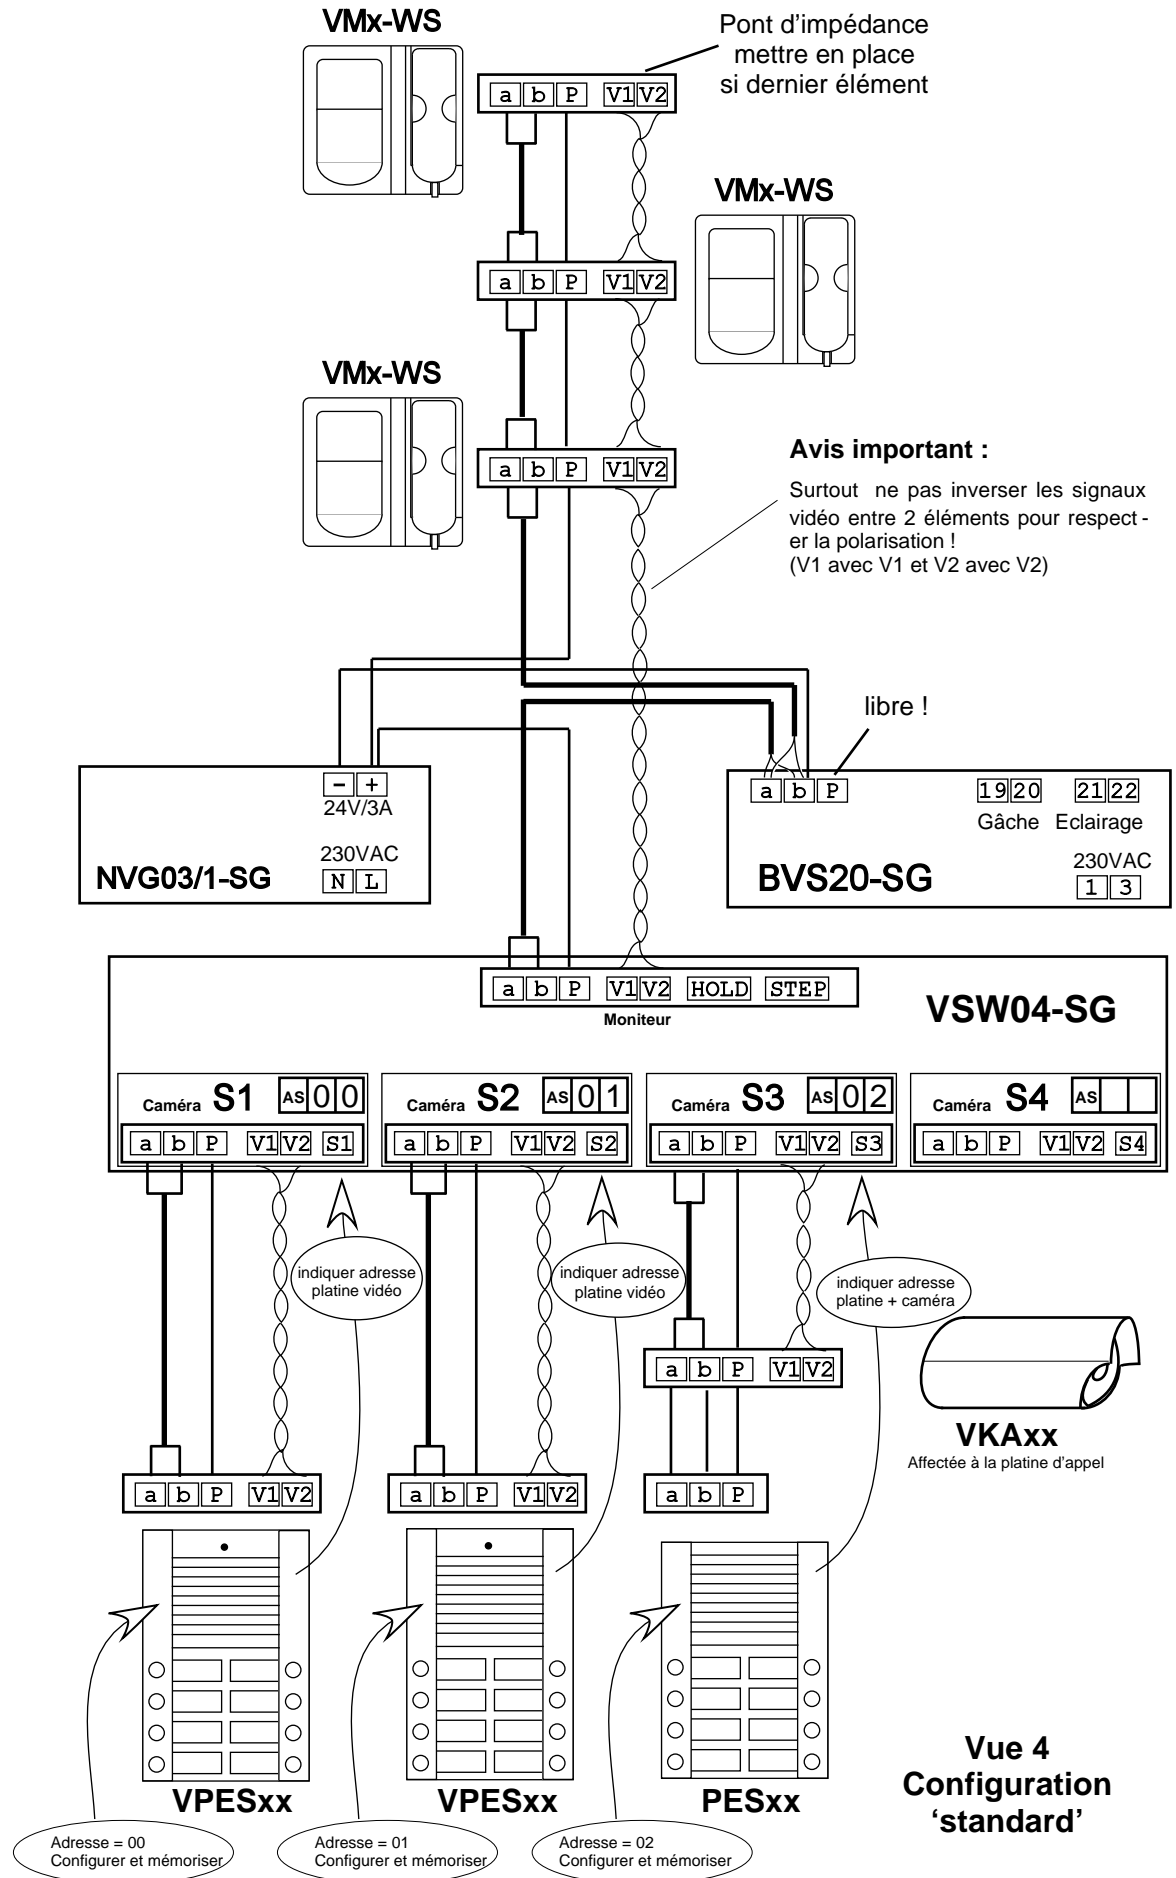 VMx-WS
Pont d'impédance
mettre en place
si dernier élément
a b P V1 V2
VMx-WS
a b P V1 V2
VMx-WS
a b P V1 V2
Avis important :
Surtout ne pas inverser les signaux
vidéo entre 2 éléments pour respect -
er la polarisation !
(V1 avec V1 et V2 avec V2)
libre !
- +
24V/3A
230VAC
NVG03/1-SG
N L
a b P
19 20 21 22
Gâche Eclairage
230VAC
BVS20-SG
1 3
a b P V1 V2 HOLD STEP
Moniteur
VSW04-SG
Caméra S1 AS 0 0
a b P V1 V2 S1
Caméra S2 AS 0 1
a b P V1 V2 S2
Caméra S3 AS 0 2
a b P V1 V2 S3
Caméra S4 AS
a b P V1 V2 S4
indiquer adresse
platine vidéo
indiquer adresse
platine vidéo
indiquer adresse
platine + caméra
a b P V1 V2
VKAxx
Affectée à la platine d'appel
a b P V1 V2
a b P V1 V2
a b P
VPESxx
VPESxx
PESxx
Vue 4
Configuration
'standard'
Adresse = 00
Configurer et mémoriser
Adresse = 01
Configurer et mémoriser
Adresse = 02
Configurer et mémoriser